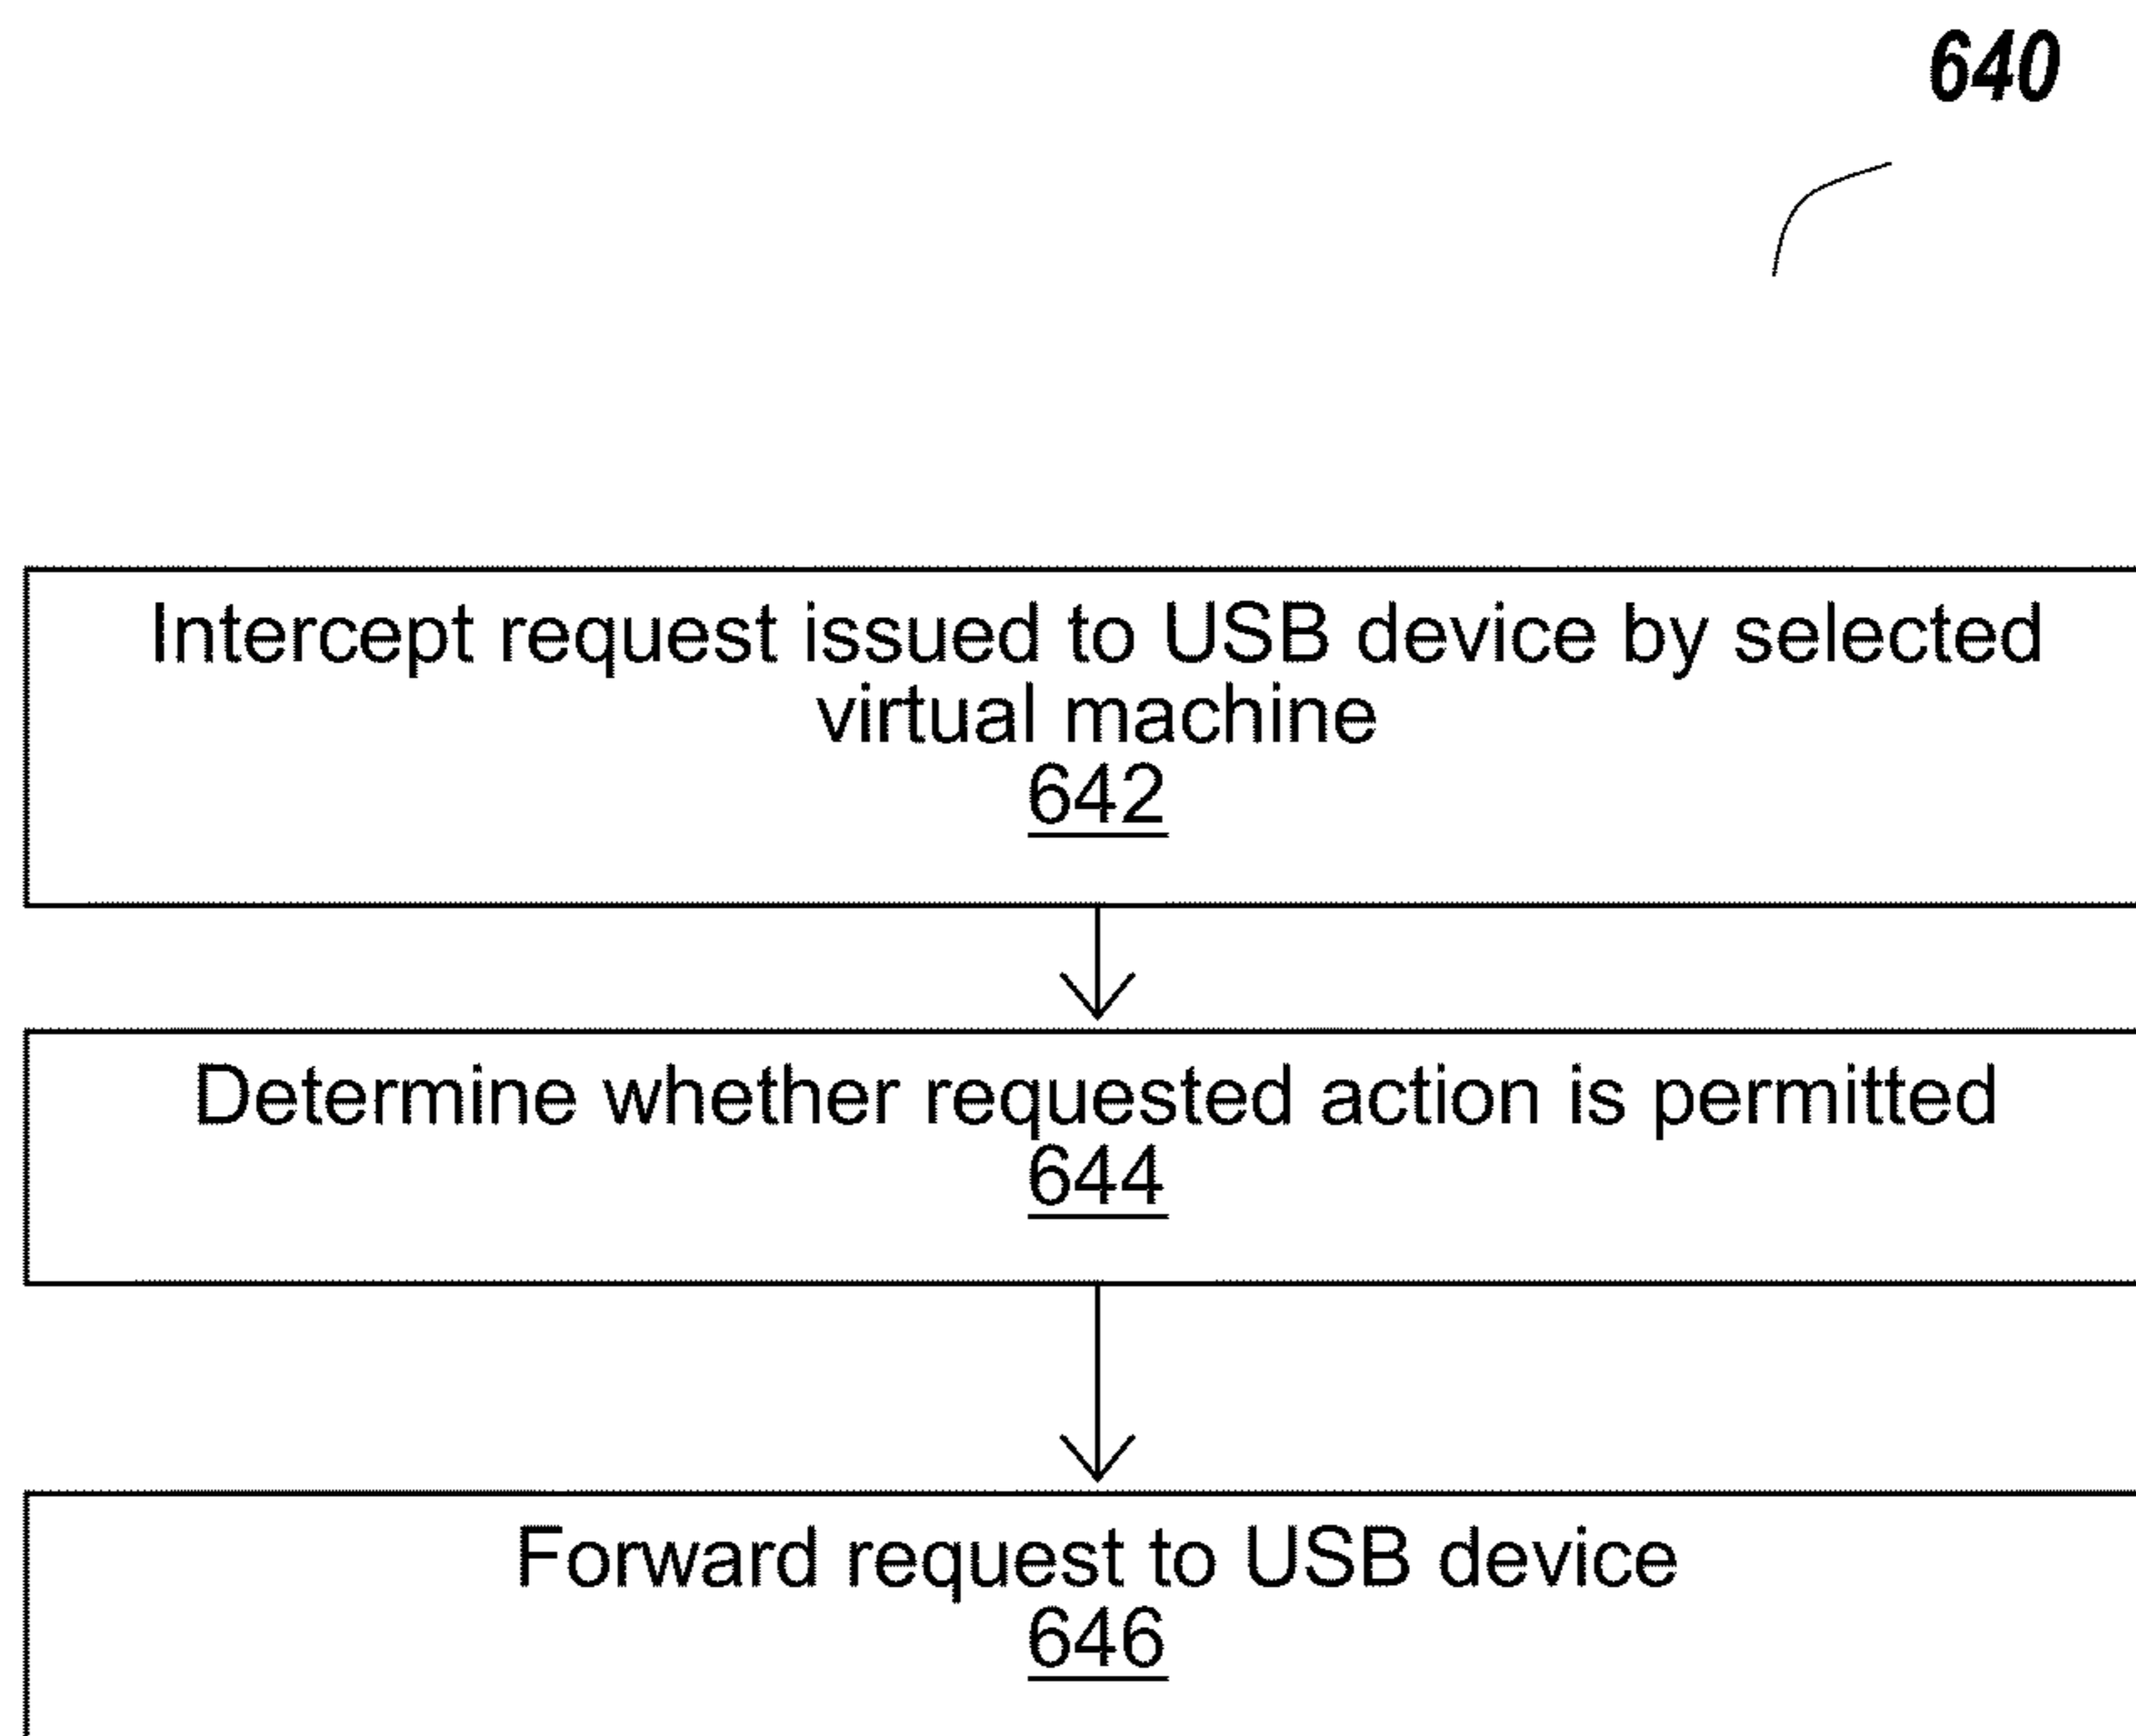 640
Intercept request issued to USB device by selected
virtual machine
642
Determine whether requested action is permitted
644
Forward request to USB device
646